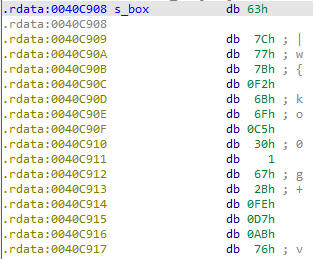 .rdata:0040C908 s_box db 63h
.rdata:0040C908
.rdata:0040C909 db 7Ch ; |
.rdata:0040C90A db 77h ; w
.rdata:0040C90B db 7Bh ; {
.rdata:0040C90C db 0F2h
.rdata:0040C90D db 6Bh ; k
.rdata:0040C90E db 6Fh ; o
.rdata:0040C90F db 0C5h
.rdata:0040C910 db 30h ; 0
.rdata:0040C911 db 1
.rdata:0040C912 db 67h ; g
.rdata:0040C913 db 2Bh ; +
.rdata:0040C914 db 0FEh
.rdata:0040C915 db 0D7h
.rdata:0040C916 db 0ABh
.rdata:0040C917 db 76h ; v